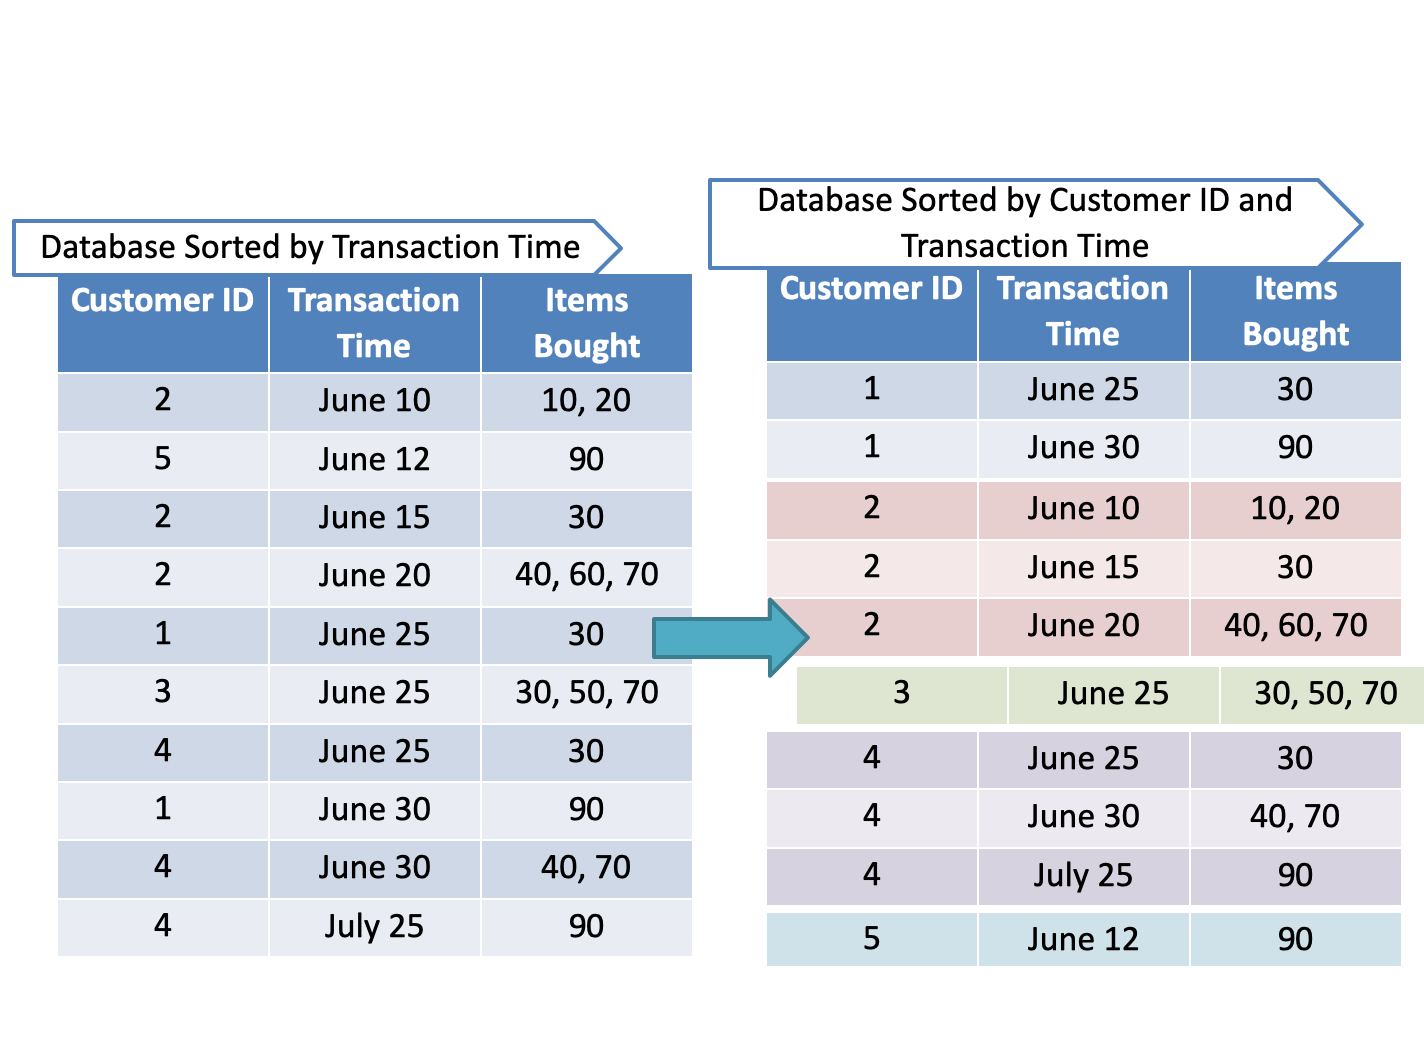 Database Sorted by Transaction Time
Customer ID Transaction Time Items Bought
2 June 10 10, 20
5 June 12 90
2 June 15 30
2 June 20 40, 60, 70
1 June 25 30
3 June 25 30, 50, 70
4 June 25 30
1 June 30 90
4 June 30 40, 70
4 July 25 90
Database Sorted by Customer ID and
Transaction Time
Customer ID Transaction Time Items Bought
1 June 25 30
1 June 30 90
2 June 10 10, 20
2 June 15 30
2 June 20 40, 60, 70
3 June 25 30, 50, 70
4 June 25 30
4 June 30 40, 70
4 July 25 90
5 June 12 90